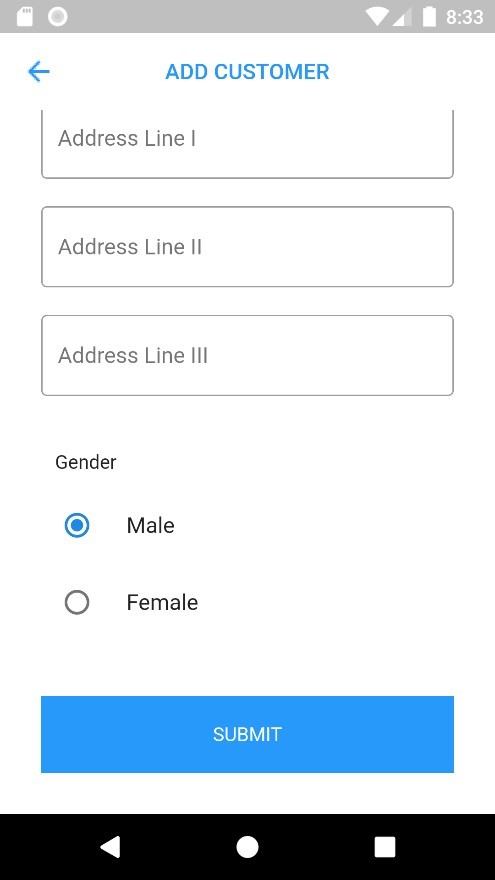 8:33
ADD CUSTOMER
Address Line I
Address Line II
Address Line III
Gender
Male
Female
SUBMIT